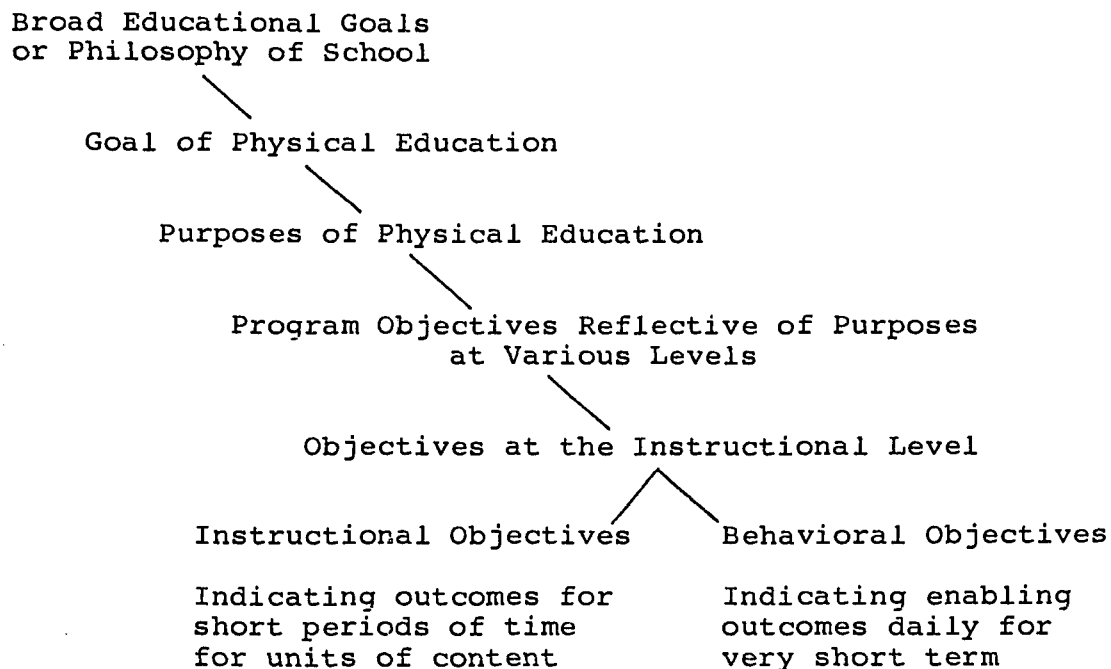 Broad Educational Goals
or Philosophy of School
Goal of Physical Education
Purposes of Physical Education
Program Objectives Reflective of Purposes
at Various Levels
Objectives at the Instructional Level
Instructional Objectives
Indicating outcomes for
short periods of time
for units of content
Behavioral Objectives
Indicating enabling
outcomes daily for
very short term